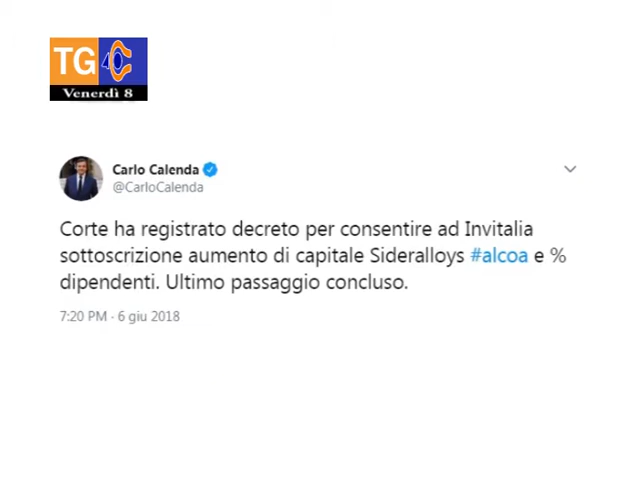 TG4C
Venerdì 8
Carlo Calenda
@CarloCalenda
Corte ha registrato decreto per consentire ad Invitalia
sottoscrizione aumento di capitale Sideralloys #alcoa e %
dipendenti. Ultimo passaggio concluso.
7:20 PM · 6 giu 2018